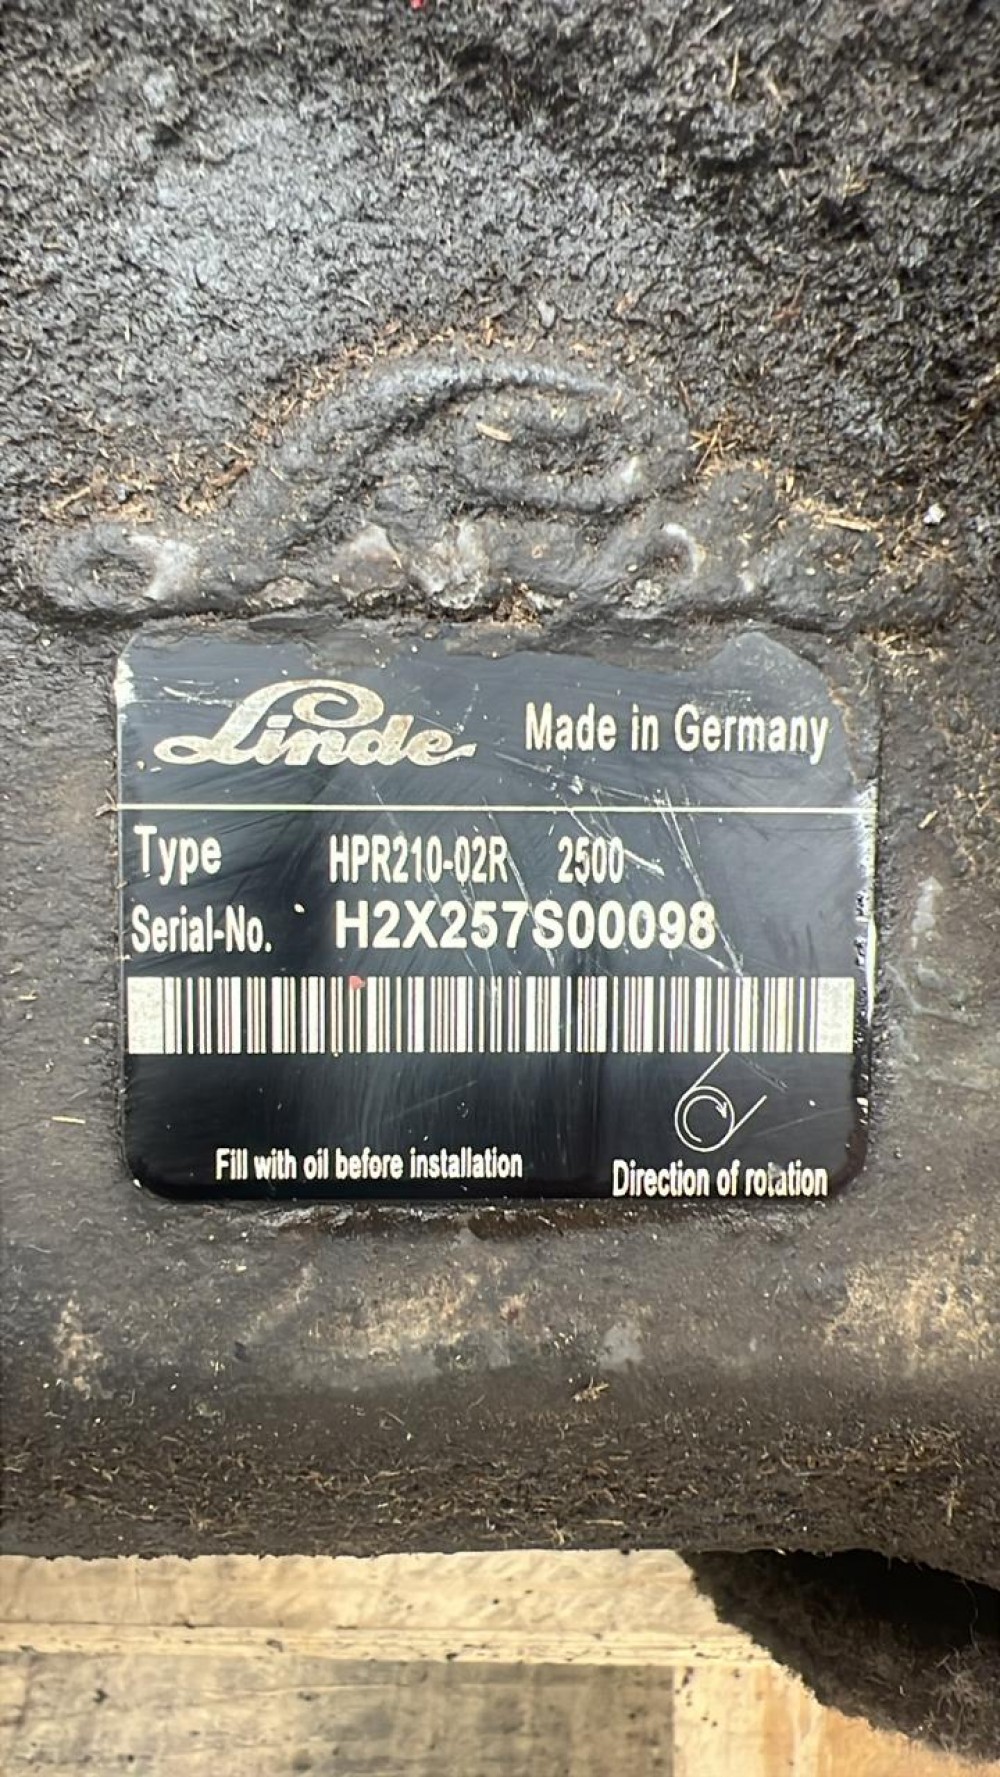 Linde Made in Germany
Type HPR210-02R 2500
Serial-No. H2X257S00098
Fill with oil before installation
Direction of rotation